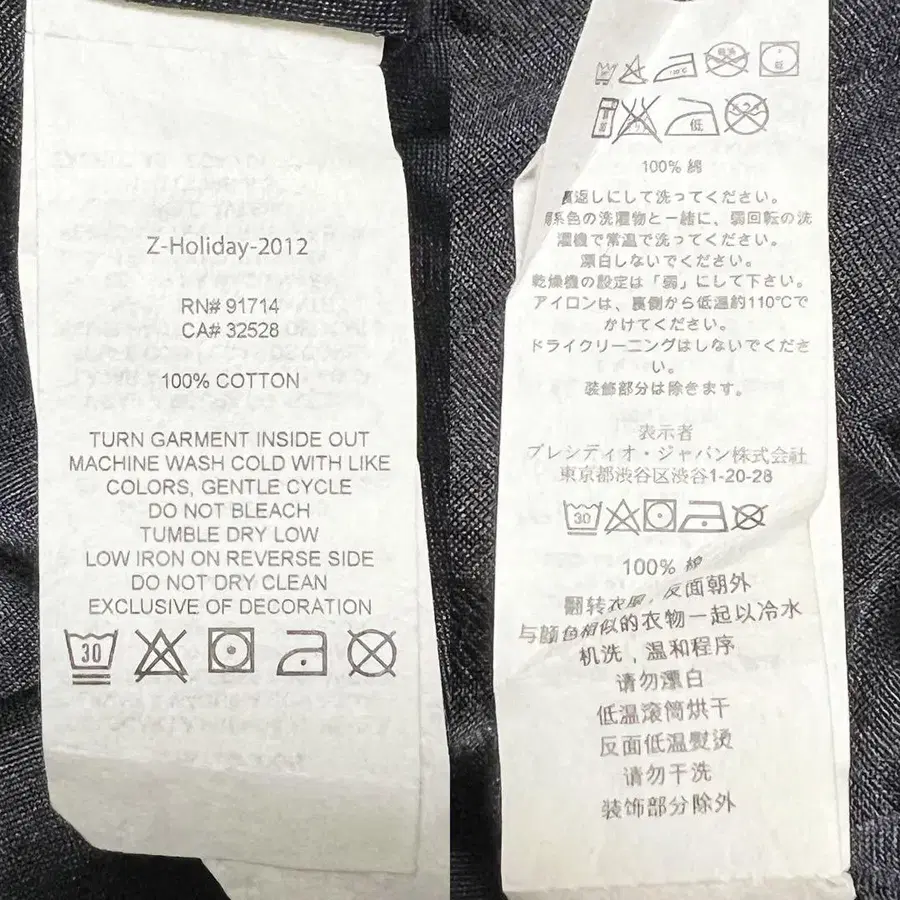 Z-Holiday-2012
RN# 91714
CA# 32528
100% COTTON
TURN GARMENT INSIDE OUT
MACHINE WASH COLD WITH LIKE
COLORS, GENTLE CYCLE
DO NOT BLEACH
TUMBLE DRY LOW
LOW IRON ON REVERSE SIDE
DO NOT DRY CLEAN
EXCLUSIVE OF DECORATION
30
低
100% 綿
裏返しにして洗ってください。
系色の洗濯物と一緒に、弱回転の洗
濯機で常温で洗ってください。
漂白しないでください。
乾燥機の設定は「弱」にして下さい。
アイロンは、裏側から低温約110℃で
かけてください。
ドライクリーニングはしないでくださ
い。
装飾部分は除きます。
表示者
プレシディオ・ジャパン株式会社
東京都渋谷区渋谷1-20-28
30
100% 棉
翻转衣服，反面朝外
与颜色相似的衣物一起以冷水
机洗，温和程序
请勿漂白
低温滚筒烘干
反面低温熨烫
请勿干洗
装饰部分除外